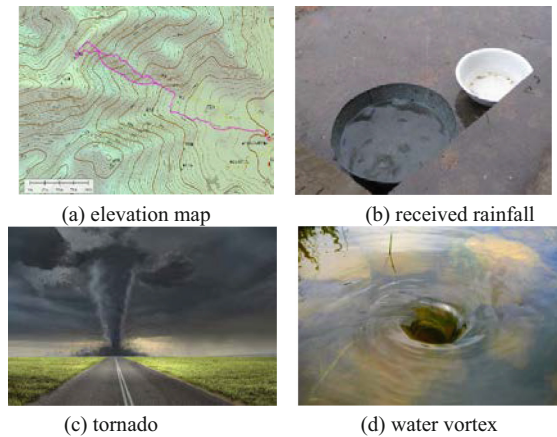 (a) elevation map
(b) received rainfall
(c) tornado
(d) water vortex